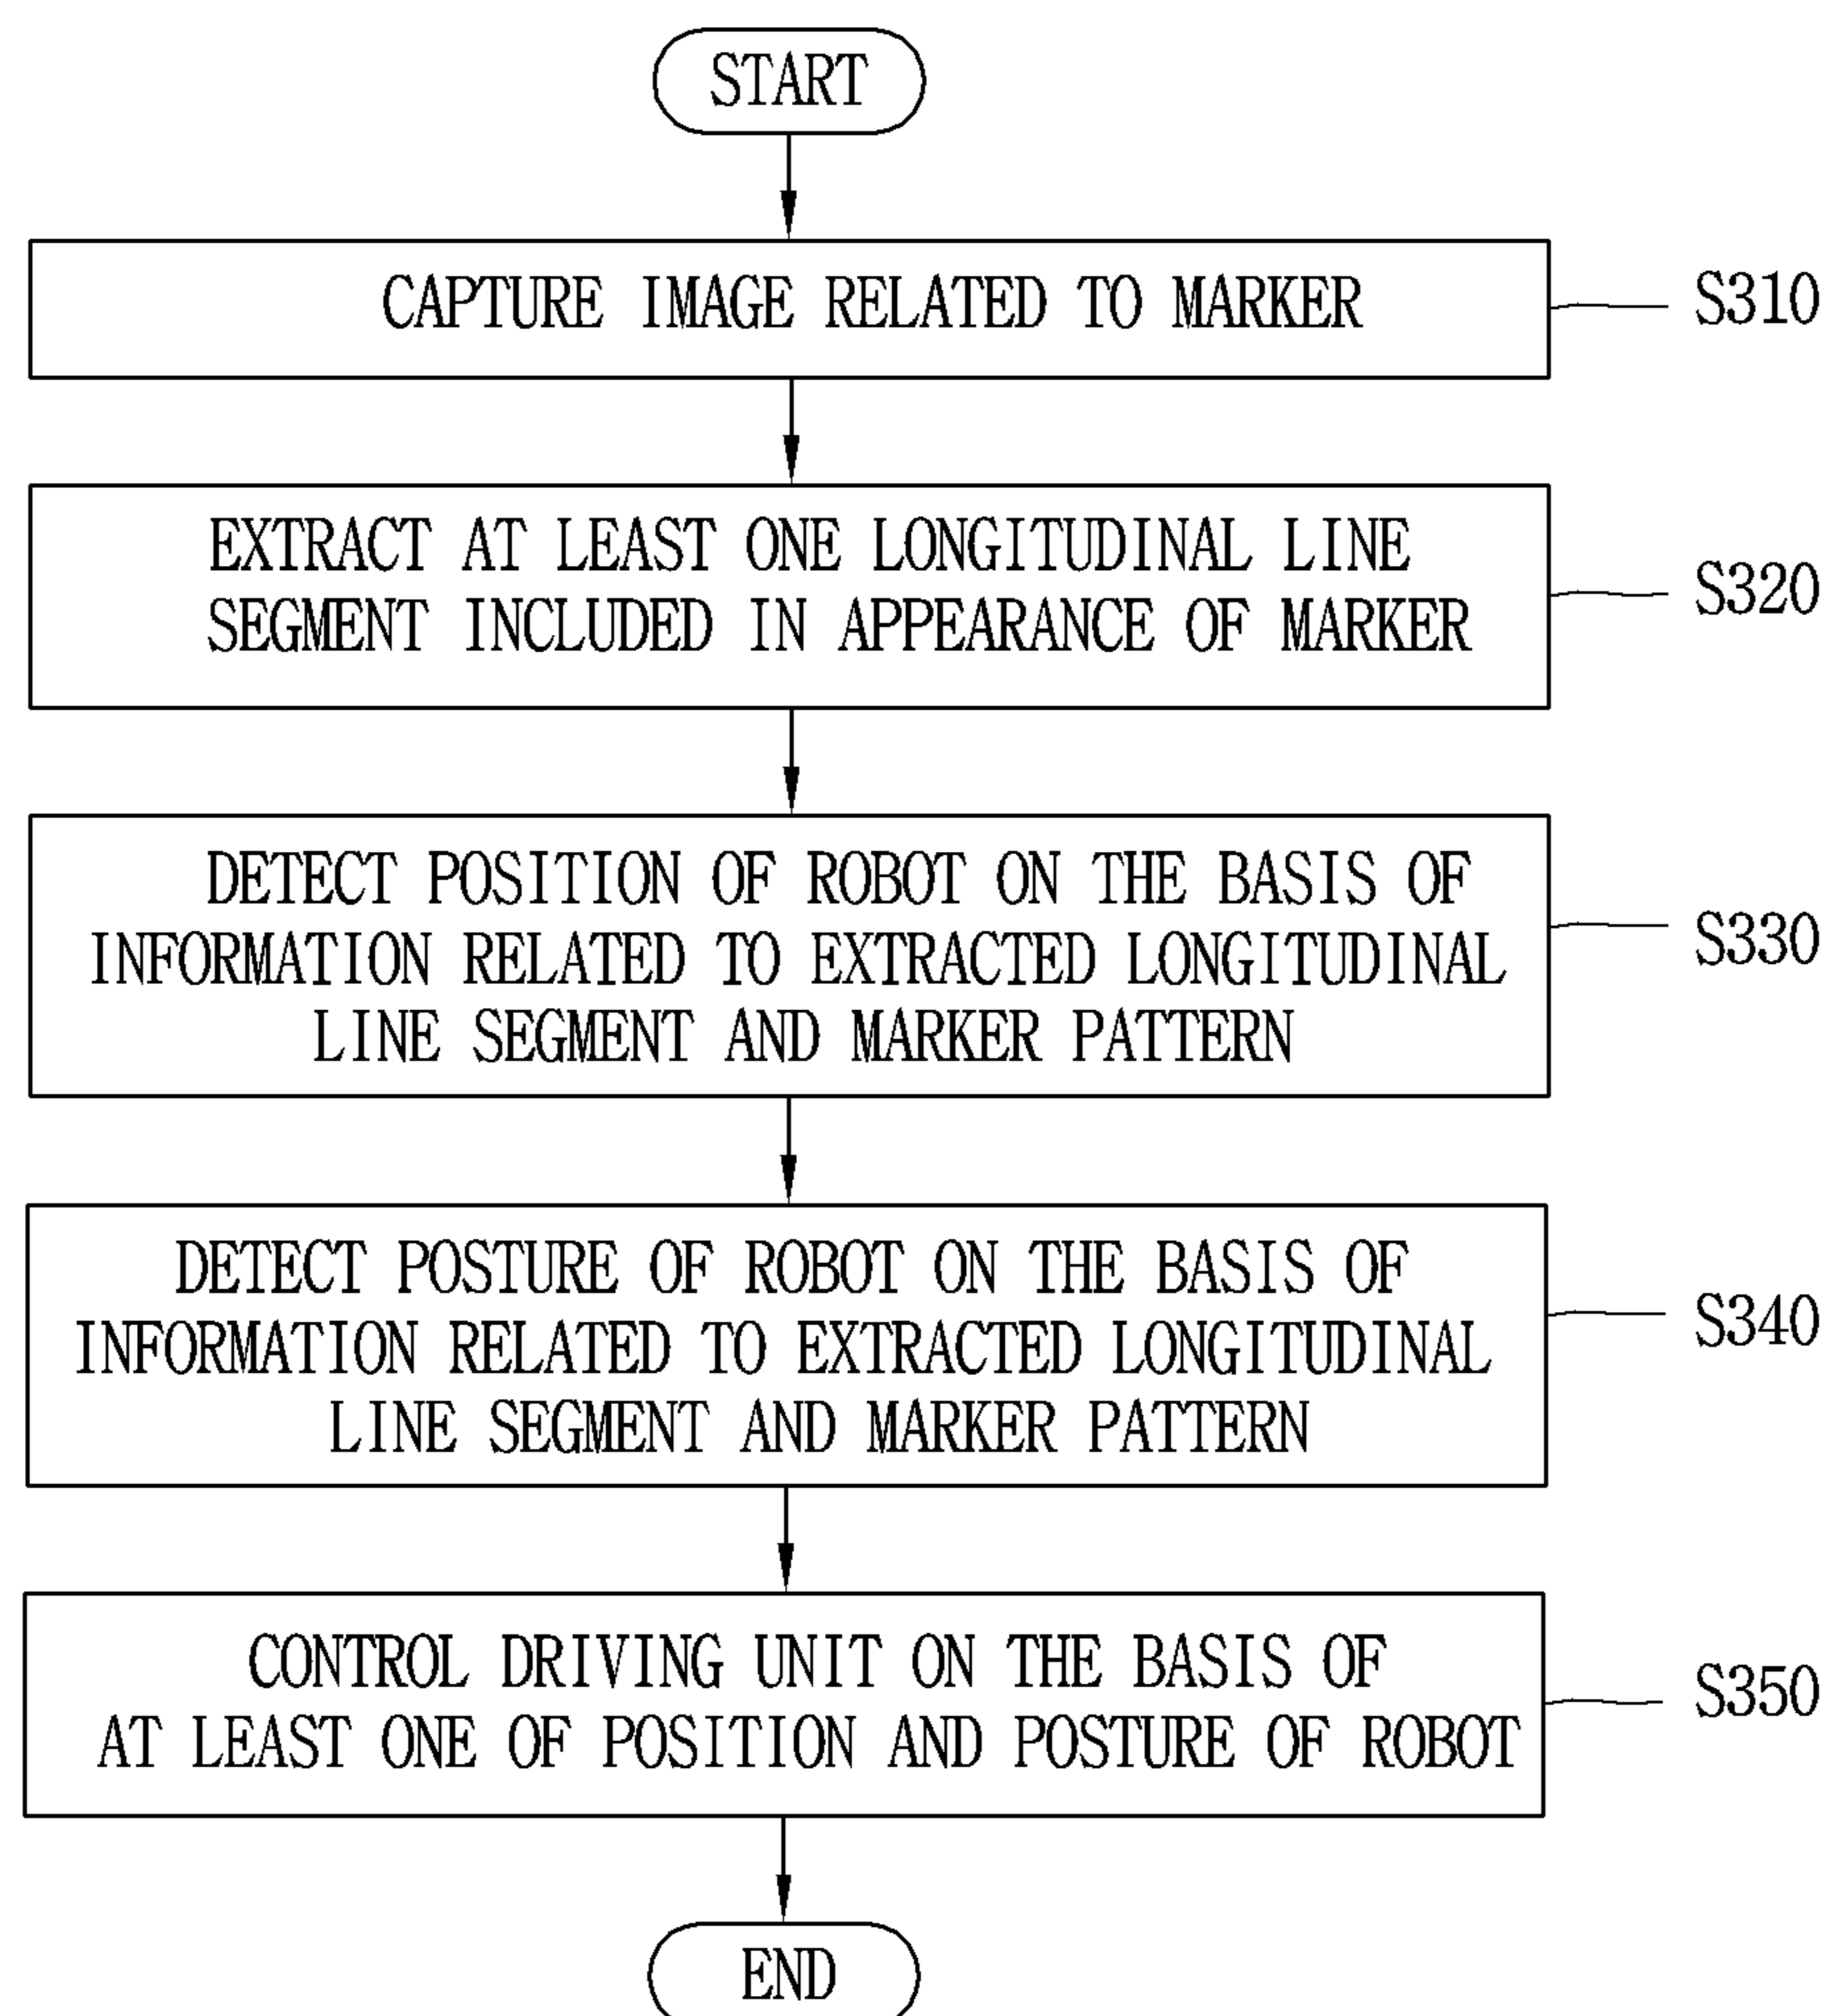 START
CAPTURE IMAGE RELATED TO MARKER
S310
EXTRACT AT LEAST ONE LONGITUDINAL LINE
SEGMENT INCLUDED IN APPEARANCE OF MARKER
S320
DETECT POSITION OF ROBOT ON THE BASIS OF
INFORMATION RELATED TO EXTRACTED LONGITUDINAL
LINE SEGMENT AND MARKER PATTERN
S330
DETECT POSTURE OF ROBOT ON THE BASIS OF
INFORMATION RELATED TO EXTRACTED LONGITUDINAL
LINE SEGMENT AND MARKER PATTERN
S340
CONTROL DRIVING UNIT ON THE BASIS OF
AT LEAST ONE OF POSITION AND POSTURE OF ROBOT
S350
END